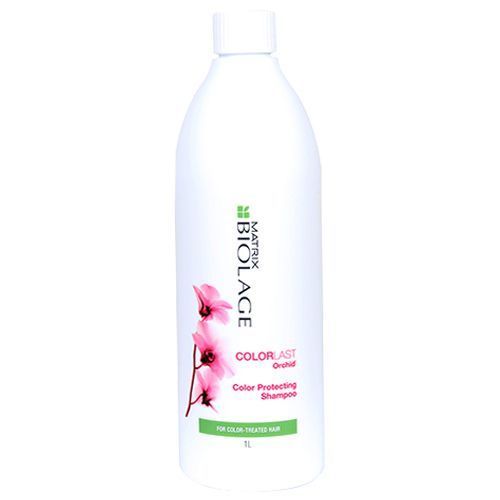 MATRIX
BIOLAGE
COLORLAST
Orchid
Color Protecting
Shampoo
FOR COLOR-TREATED HAIR
1L